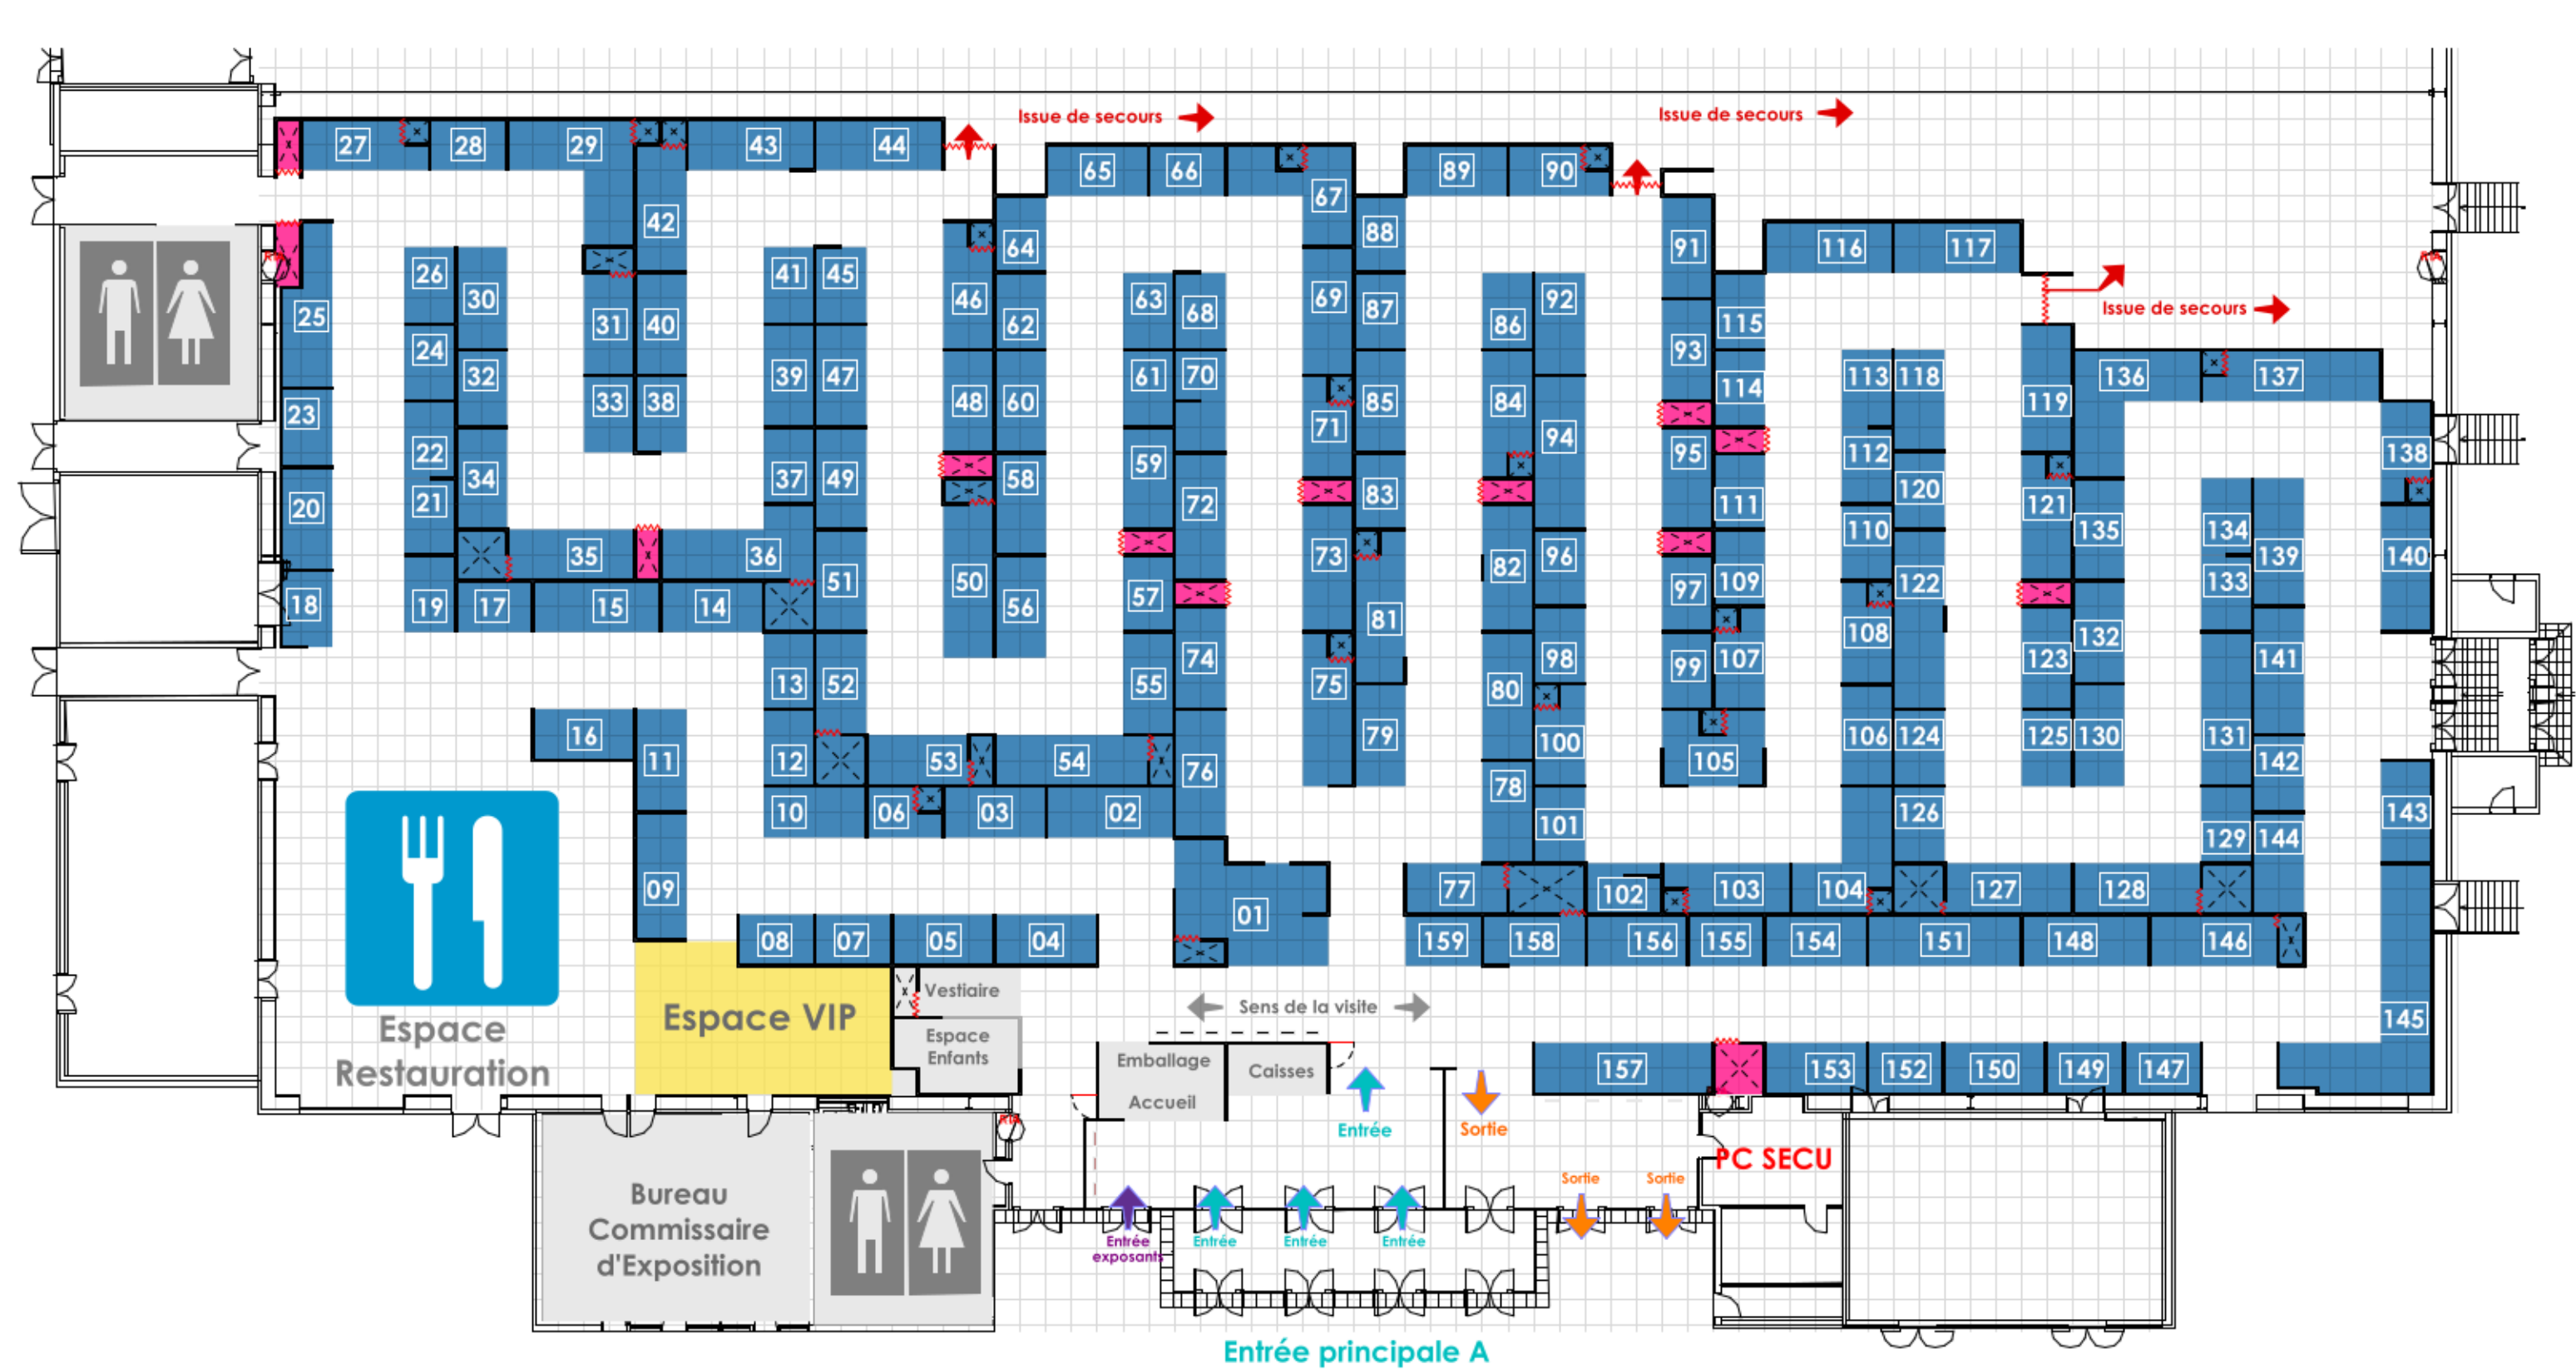 Issue de secours
Issue de secours
27 28 29 43 44
65 66 89 90
67
42 88
64 91 116 117
26 41 45
30 46 69 63 92
25 31 40 62 68 87 86 115
Issue de secours
24 93
32 39 47 61 70 113 118 136 137
114
23 33 38 48 60 71 85 84 119
94
22 59 95 112 138
34 37 49 58 83
21 72 111 120 121
20
35 36 73 82 96 110 135 134 139 140
51 50 57 97 109 122 133
18 19 17 15 14 56 74 81 108
132
13 52 55 75 80 98 99 107 123 141
16 11 79 100 106 124 125 130 131
12 53 54 76 78 105 142
10 06 03 02 101 126 143
129 144
09 77 102 103 104 127 128
01
08 07 05 04 159 158 156 155 154 151 148 146
Vestiaire
Sens de la visite
Espace VIP
145
Espace
Restauration
Espace
Enfants
Emballage
Caisses
157 153 152 150 149 147
Accueil
Entrée
Sortie
PC SECU
Sortie
Sortie
Bureau
Commissaire
d'Exposition
Entrée
exposants
Entrée
Entrée
Entrée
Entrée principale A